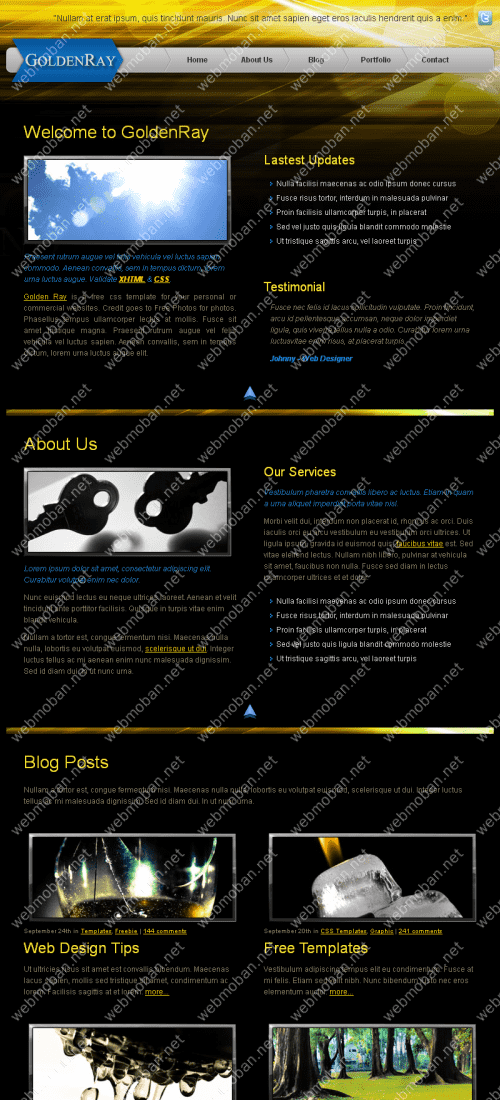 "Nullam at erat ipsum, quis tincidunt mauris. Nunc sit amet sapien eget eros iaculis hendrerit quis a enim."
GOLDENRAY
Home
About Us
Blog
Portfolio
Contact
Welcome to GoldenRay
Praesent rutrum augue vel felis vehicula vel luctus sapien
commodo. Aenean convallis, sem in tempus dictum, lorem
urna luctus augue. Validate XHTML & CSS.
Golden Ray is a free css template for your personal or
commercial websites. Credit goes to Free Photos for photos.
Phasellus tempus ullamcorper lectus at mollis. Fusce sit
amet tristique magna. Praesent rutrum augue vel felis
vehicula vel luctus sapien. Aenean convallis, sem in tempus
dictum, lorem urna luctus augue elit.
Lastest Updates
Nulla facilisi maecenas ac odio ipsum donec cursus
Fusce risus tortor, interdum in malesuada pulvinar
Proin facilisis ullamcorper turpis, in placerat
Sed vel justo quis ligula blandit commodo molestie
Ut tristique sagittis arcu, vel laoreet turpis
Testimonial
Fusce nec felis id lacus sollicitudin vulputate. Proin tincidunt,
arcu id pellentesque accumsan, neque dolor imperdiet
ligula, quis viverra tellus nulla a odio. Curabitur lorem urna
luctusvitae enim risus, at placerat turpis.
Johnny - Web Designer
About Us
Lorem ipsum dolor sit amet, consectetur adipiscing elit.
Curabitur volutpat enim nec dolor.
Nunc euismod lectus eu neque ultrices laoreet. Aenean et velit
tincidunt ante porttitor facilisis. Quisque in turpis vitae enim
blandit vehicula.
Nullam a tortor est, congue fermentum nisi. Maecenas nulla
nulla, lobortis eu volutpat euismod, scelerisque ut dui. Integer
luctus tellus ac mi aenean enim nunc malesuada dignissim.
Sed id diam dui. In ut nunc urna.
Our Services
Vestibulum pharetra convallis libero ac luctus. Etiam in quam
a urna aliquet imperdiet porta vitae nisl.
Morbi velit dui, interdum non placerat id, rhoncus ac orci. Duis
iaculis orci eu arcu vestibulum eu vestibulum orci ultrices. Ut
ligula ipsum, gravida id euismod quis, faucibus vitae est. Sed
vitae eleifend lectus. Nullam nibh libero, pulvinar at vehicula
sit amet, faucibus non nulla. Fusce sed diam in lectus
ullamcorper ultrices et et dolor.
Nulla facilisi maecenas ac odio ipsum donec cursus
Fusce risus tortor, interdum in malesuada pulvinar
Proin facilisis ullamcorper turpis, in placerat
Sed vel justo quis ligula blandit commodo molestie
Ut tristique sagittis arcu, vel laoreet turpis
Blog Posts
Nullam a tortor est, congue fermentum nisi. Maecenas nulla nulla, lobortis eu volutpat euismod, scelerisque ut dui. Integer luctus
tellus ac mi malesuada dignissim. Sed id diam dui. In ut nunc urna.
September 24th in Templates, Freebie | 144 comments
Web Design Tips
Ut ultricies risus sit amet est convallis bibendum. Maecenas
lacus sapien, mollis sed tristique sit amet, condimentum ac
lorem. Facilisis sagittis at et lorem. more...
September 20th in CSS Templates, Graphic | 241 comments
Free Templates
Vestibulum adipiscing tempus elit eu condimentum. Fusce at
mi felis. Etiam sed velit nibh. Nunc bibendum justo nec eros
elementum auctor. more...
webmoban.net